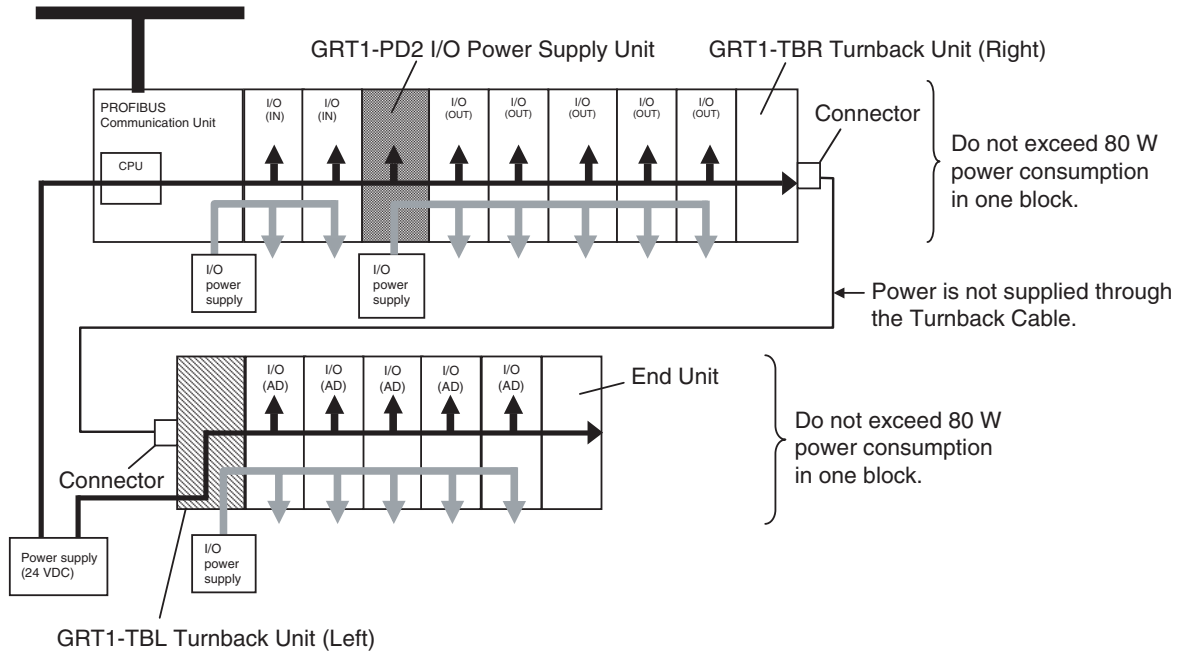 GRT1-PD2 I/O Power Supply Unit
GRT1-TBR Turnback Unit (Right)
PROFIBUS
Communication Unit
CPU
I/O
(IN)
I/O
(IN)
I/O
(OUT)
I/O
(OUT)
I/O
(OUT)
I/O
(OUT)
I/O
(OUT)
Connector
Do not exceed 80 W
power consumption
in one block.
I/O
power
supply
I/O
power
supply
Power is not supplied through
the Turnback Cable.
I/O
(AD)
I/O
(AD)
I/O
(AD)
I/O
(AD)
I/O
(AD)
End Unit
Do not exceed 80 W
power consumption
in one block.
Connector
Power supply
(24 VDC)
I/O
power
supply
GRT1-TBL Turnback Unit (Left)